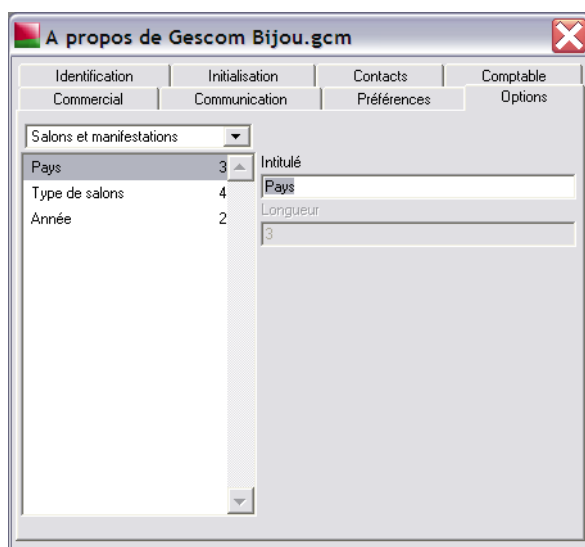 A propos de Gescom Bijou.gcm
Identification Initialisation Contacts Comptable
Commercial Communication Préférences Options
Salons et manifestations
Pays 3
Type de salons 4
Année 2
Intitulé
Pays
Longueur
3